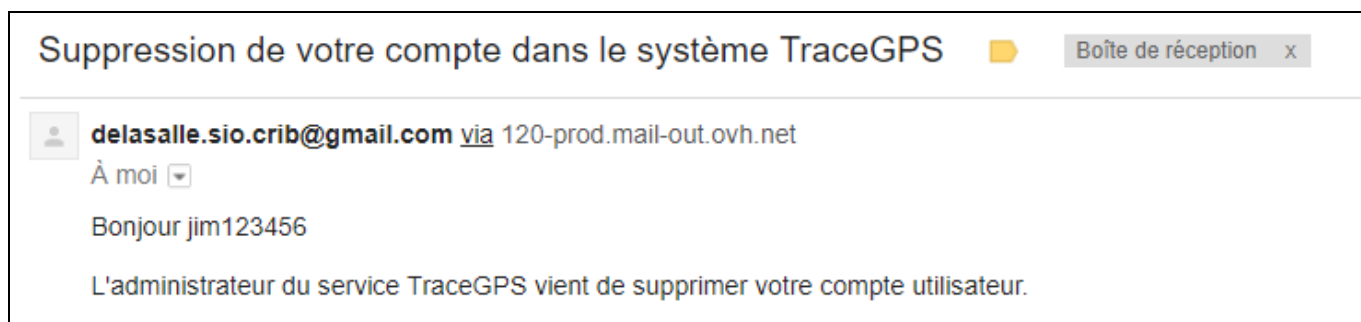 Suppression de votre compte dans le système TraceGPS Boîte de réception x
delasalle.sio.crib@gmail.com via 120-prod.mail-out.ovh.net
À moi
Bonjour jim123456
L'administrateur du service TraceGPS vient de supprimer votre compte utilisateur.